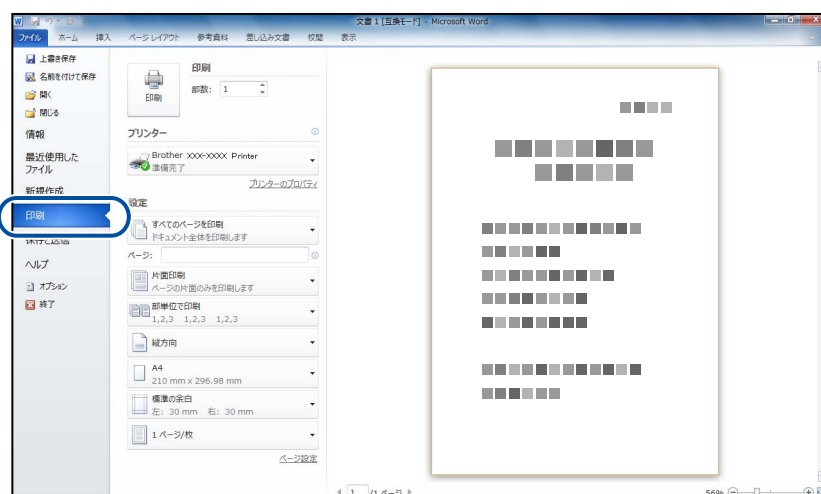 文書 1 [互換モード] - Microsoft Word
ファイル ホーム 挿入 ページ レイアウト 参考資料 差し込み文書 校閲 表示
上書き保存
名前を付けて保存
開く
閉じる
情報
最近使用した
ファイル
新規作成
印刷
保存と送信
ヘルプ
オプション
終了
印刷
印刷
部数: 1
プリンター
Brother XXX-XXXX Printer
準備完了
プリンターのプロパティ
設定
すべてのページを印刷
ドキュメント全体を印刷します
ページ:
片面印刷
ページの片面のみを印刷します
部単位で印刷
1,2,3 1,2,3 1,2,3
縦方向
A4
210 mm x 296.98 mm
標準の余白
左: 30 mm 右: 30 mm
1 ページ/枚
ページ設定
1 /1 ページ
56%